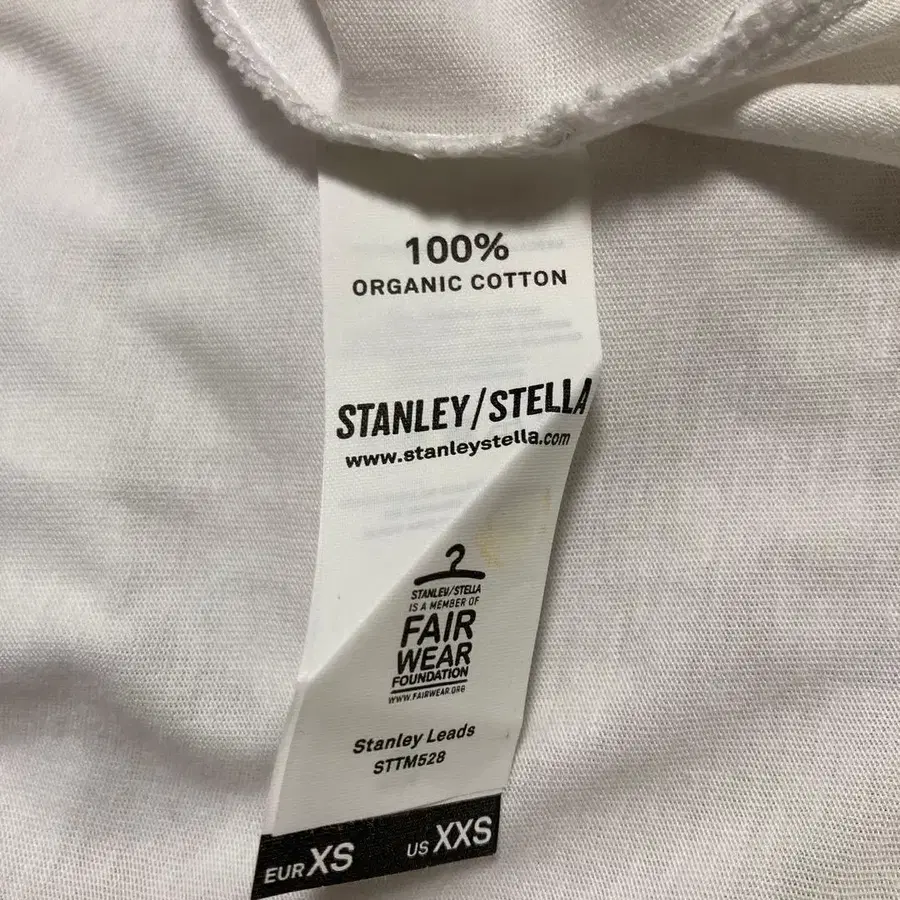 100%
ORGANIC COTTON
STANLEY/STELLA
www.stanleystella.com
STANLEY/STELLA
IS A MEMBER OF
FAIR
WEAR
FOUNDATION
WWW.FAIRWEAR.ORG
Stanley Leads
STTM528
EUR XS US XXS